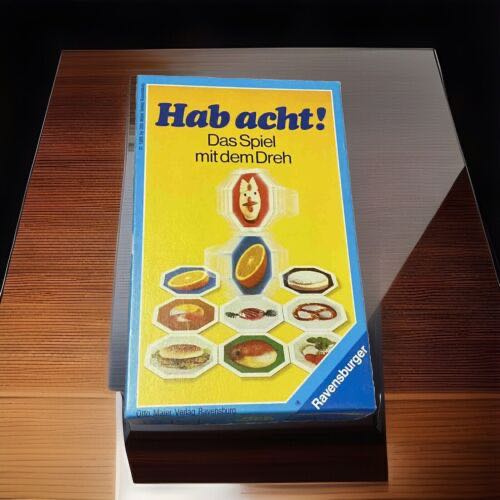 Hab acht!
Das Spiel
mit dem Dreh
Ravensburger
Otto Maier Verlag Ravensburg